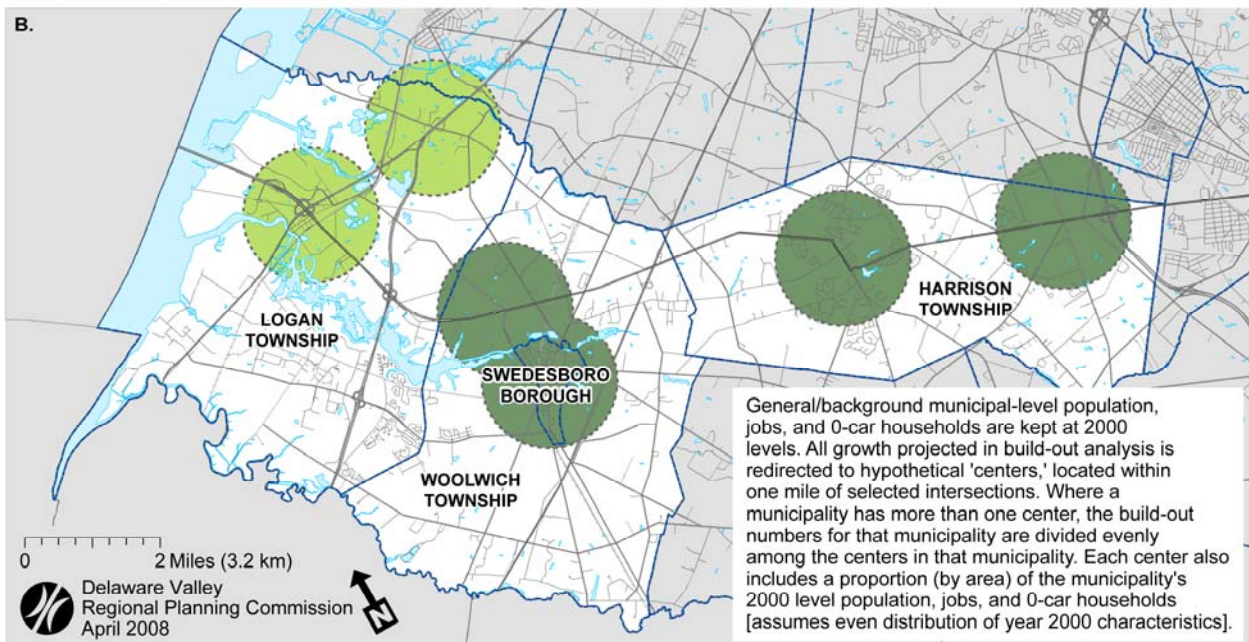 B.
LOGAN
TOWNSHIP
SWEDESBORO
BOROUGH
HARRISON
TOWNSHIP
WOOLWICH
TOWNSHIP
General/background municipal-level population,
jobs, and 0-car households are kept at 2000
levels. All growth projected in build-out analysis is
redirected to hypothetical 'centers,' located within
one mile of selected intersections. Where a
municipality has more than one center, the build-out
numbers for that municipality are divided evenly
among the centers in that municipality. Each center also
includes a proportion (by area) of the municipality's
2000 level population, jobs, and 0-car households
[assumes even distribution of year 2000 characteristics].
0 2 Miles (3.2 km)
Delaware Valley
Regional Planning Commission
April 2008
N